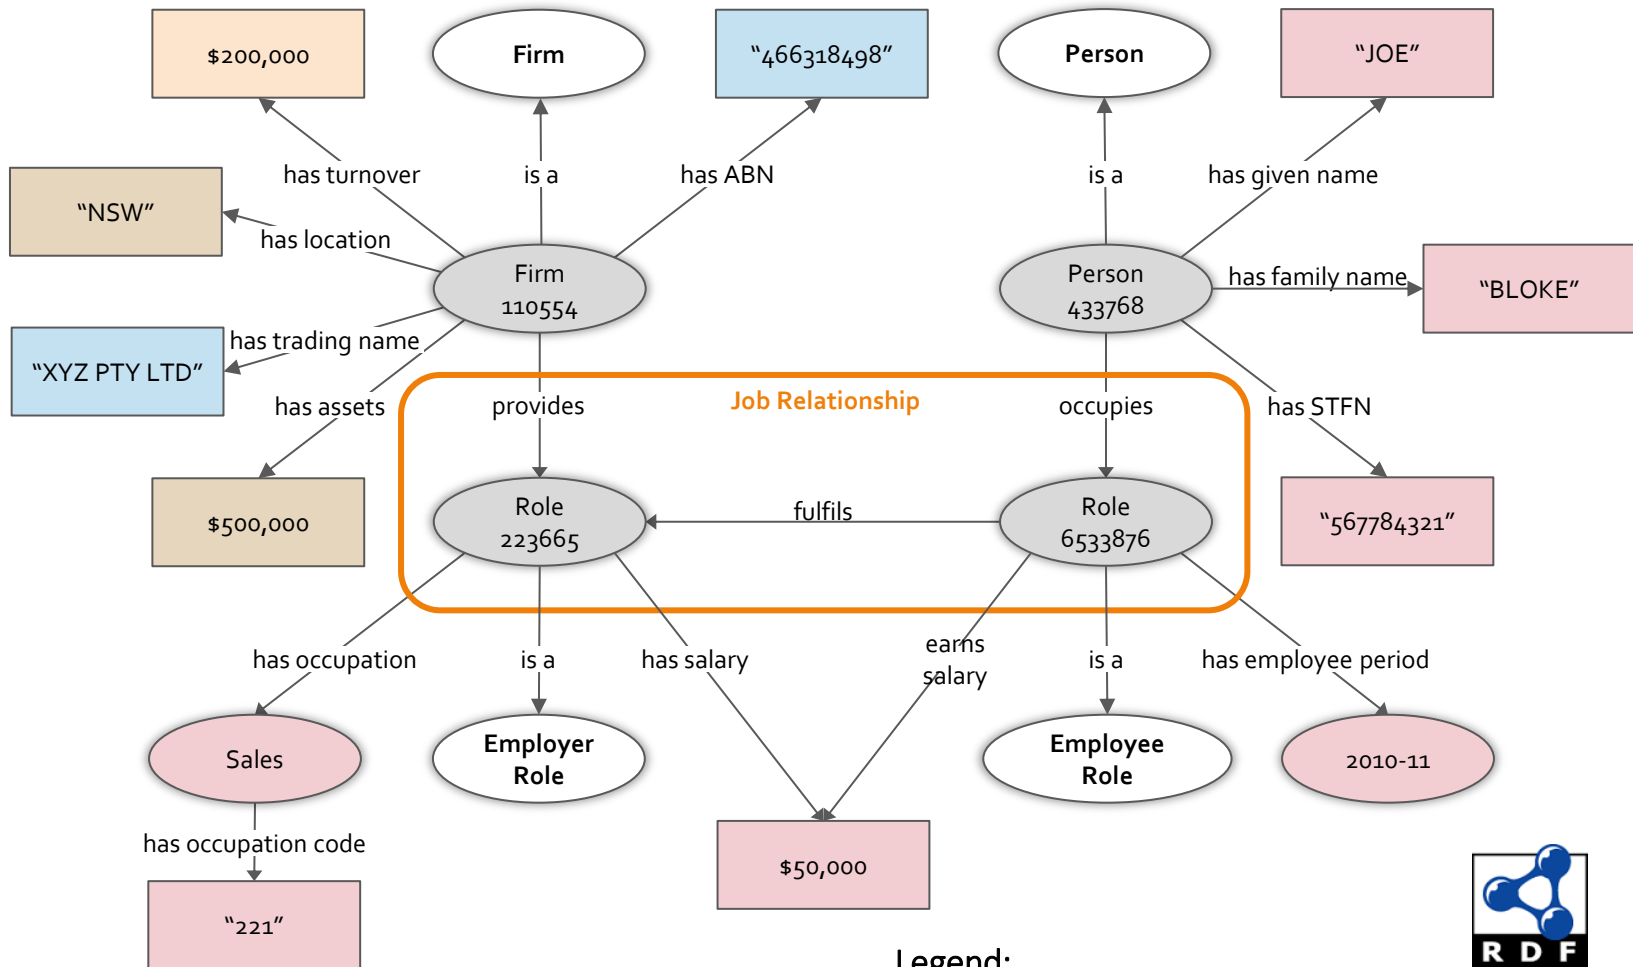 $200,000
Firm
“466318498”
Person
“JOE”
has turnover
is a
has ABN
is a
has given name
“NSW”
has location
Firm
110554
Person
433768
has family name
“BLOKE”
has trading name
“XYZ PTY LTD”
has assets
provides
Job Relationship
occupies
has STFN
$500,000
Role
223665
fulfils
Role
6533876
“567784321”
has occupation
is a
has salary
earns
salary
is a
has employee period
Sales
Employer
Role
Employee
Role
2010-11
has occupation code
$50,000
“221”
Legend:
R D F